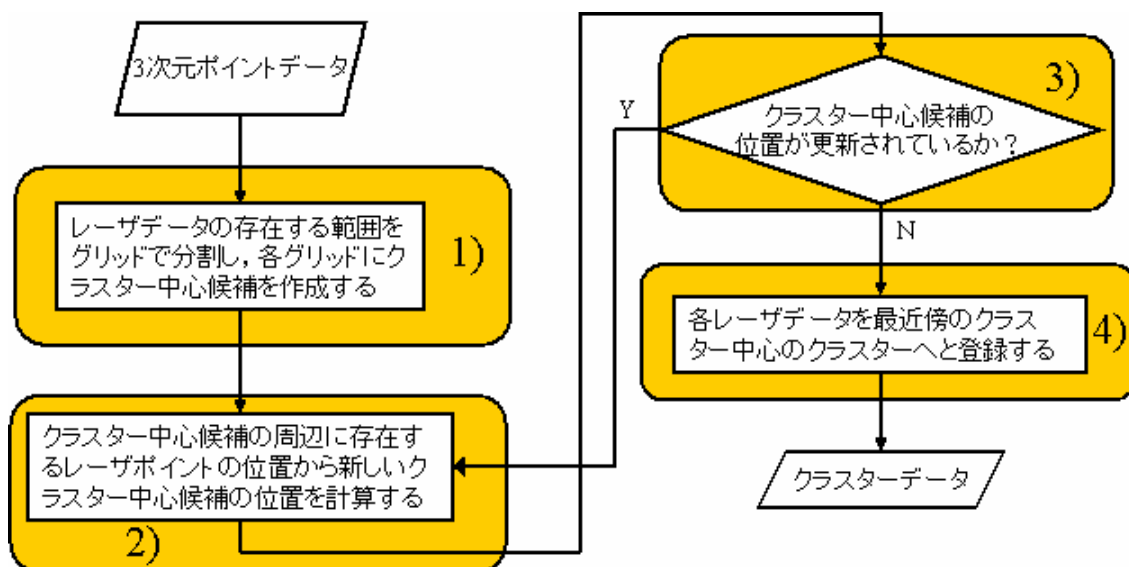 3次元ポイントデータ
レーザデータの存在する範囲を
グリッドで分割し，各グリッドにク
ラスター中心候補を作成する
1)
クラスター中心候補の周辺に存在す
るレーザポイントの位置から新しいク
ラスター中心候補の位置を計算する
2)
3)
クラスター中心候補の
位置が更新されているか？
Y
N
各レーザデータを最近傍のクラス
ター中心のクラスターへと登録する
4)
クラスターデータ